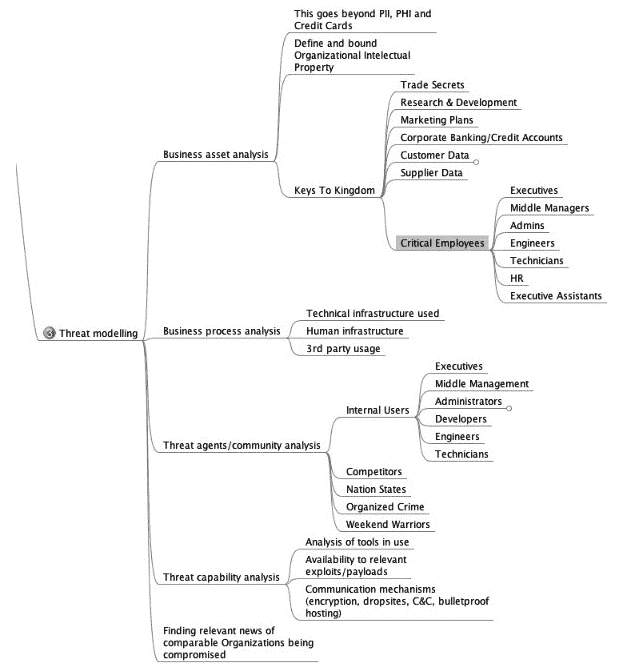 This goes beyond PII, PHI and
Credit Cards
Define and bound
Organizational Intelectual
Property
Trade Secrets
Research & Development
Marketing Plans
Corporate Banking/Credit Accounts
Business asset analysis
Customer Data
Supplier Data
Keys To Kingdom
Executives
Middle Managers
Admins
Critical Employees
Engineers
Technicians
HR
Executive Assistants
Technical infrastructure used
3 Threat modelling
Business process analysis
Human infrastructure
3rd party usage
Executives
Middle Management
Administrators
Internal Users
Developers
Engineers
Threat agents/community analysis
Technicians
Competitors
Nation States
Organized Crime
Weekend Warriors
Analysis of tools in use
Availability to relevant
exploits/payloads
Threat capability analysis
Communication mechanisms
(encryption, dropsites, C&C, bulletproof
hosting)
Finding relevant news of
comparable Organizations being
compromised